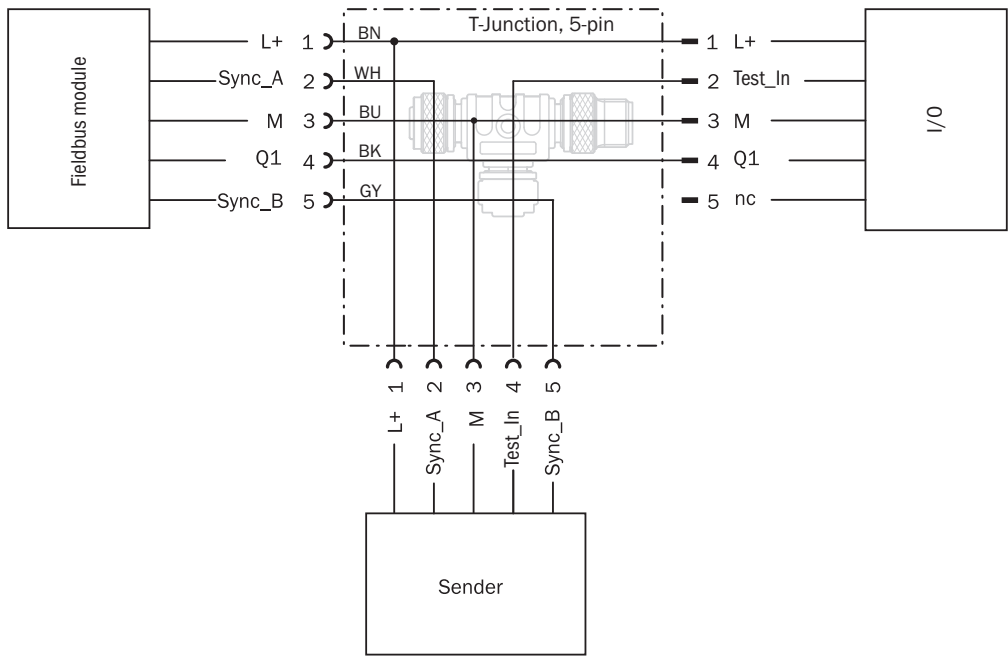 T-Junction, 5-pin
Fieldbus module
L+ 1 BN
Sync_A 2 WH
M 3 BU
Q1 4 BK
Sync_B 5 GY
1 L+
2 Test_In
3 M
4 Q1
5 nc
I/O
1 L+
2 Sync_A
3 M
4 Test_In
5 Sync_B
Sender